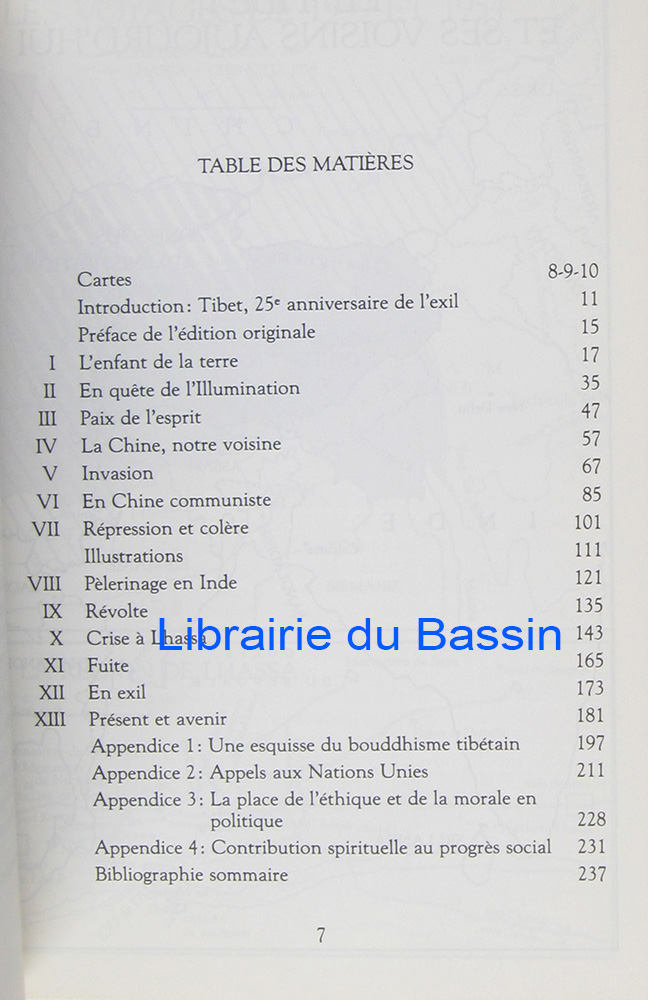 TABLE DES MATIÈRES
Cartes 8-9-10
Introduction : Tibet, 25e anniversaire de l'exil 11
Préface de l'édition originale 15
I L'enfant de la terre 17
II En quête de l'Illumination 35
III Paix de l'esprit 47
IV La Chine, notre voisine 57
V Invasion 67
VI En Chine communiste 85
VII Répression et colère 101
Illustrations 111
VIII Pèlerinage en Inde 121
IX Révolte 135
X Crise à Lhassa 143
Librairie du Bassin
XI Fuite 165
XII En exil 173
XIII Présent et avenir 181
Appendice 1 : Une esquisse du bouddhisme tibétain 197
Appendice 2 : Appels aux Nations Unies 211
Appendice 3 : La place de l'éthique et de la morale en
politique 228
Appendice 4 : Contribution spirituelle au progrès social 231
Bibliographie sommaire 237
7